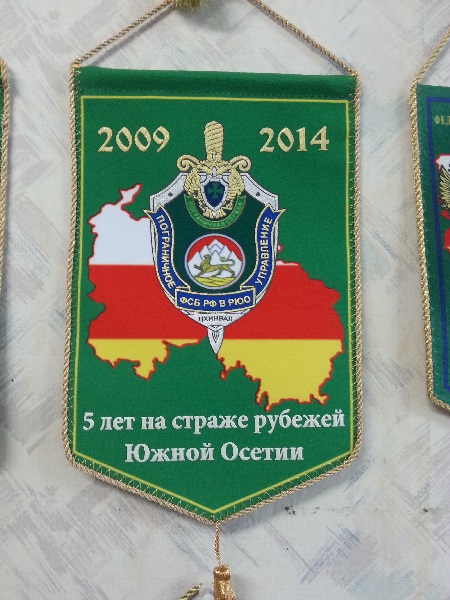 2009 2014
ПОГРАНИЧНОЕ
УПРАВЛЕНИЕ
ФСБ РФ В РЮО
ЦХИНВАЛ
5 лет на страже рубежей
Южной Осетии